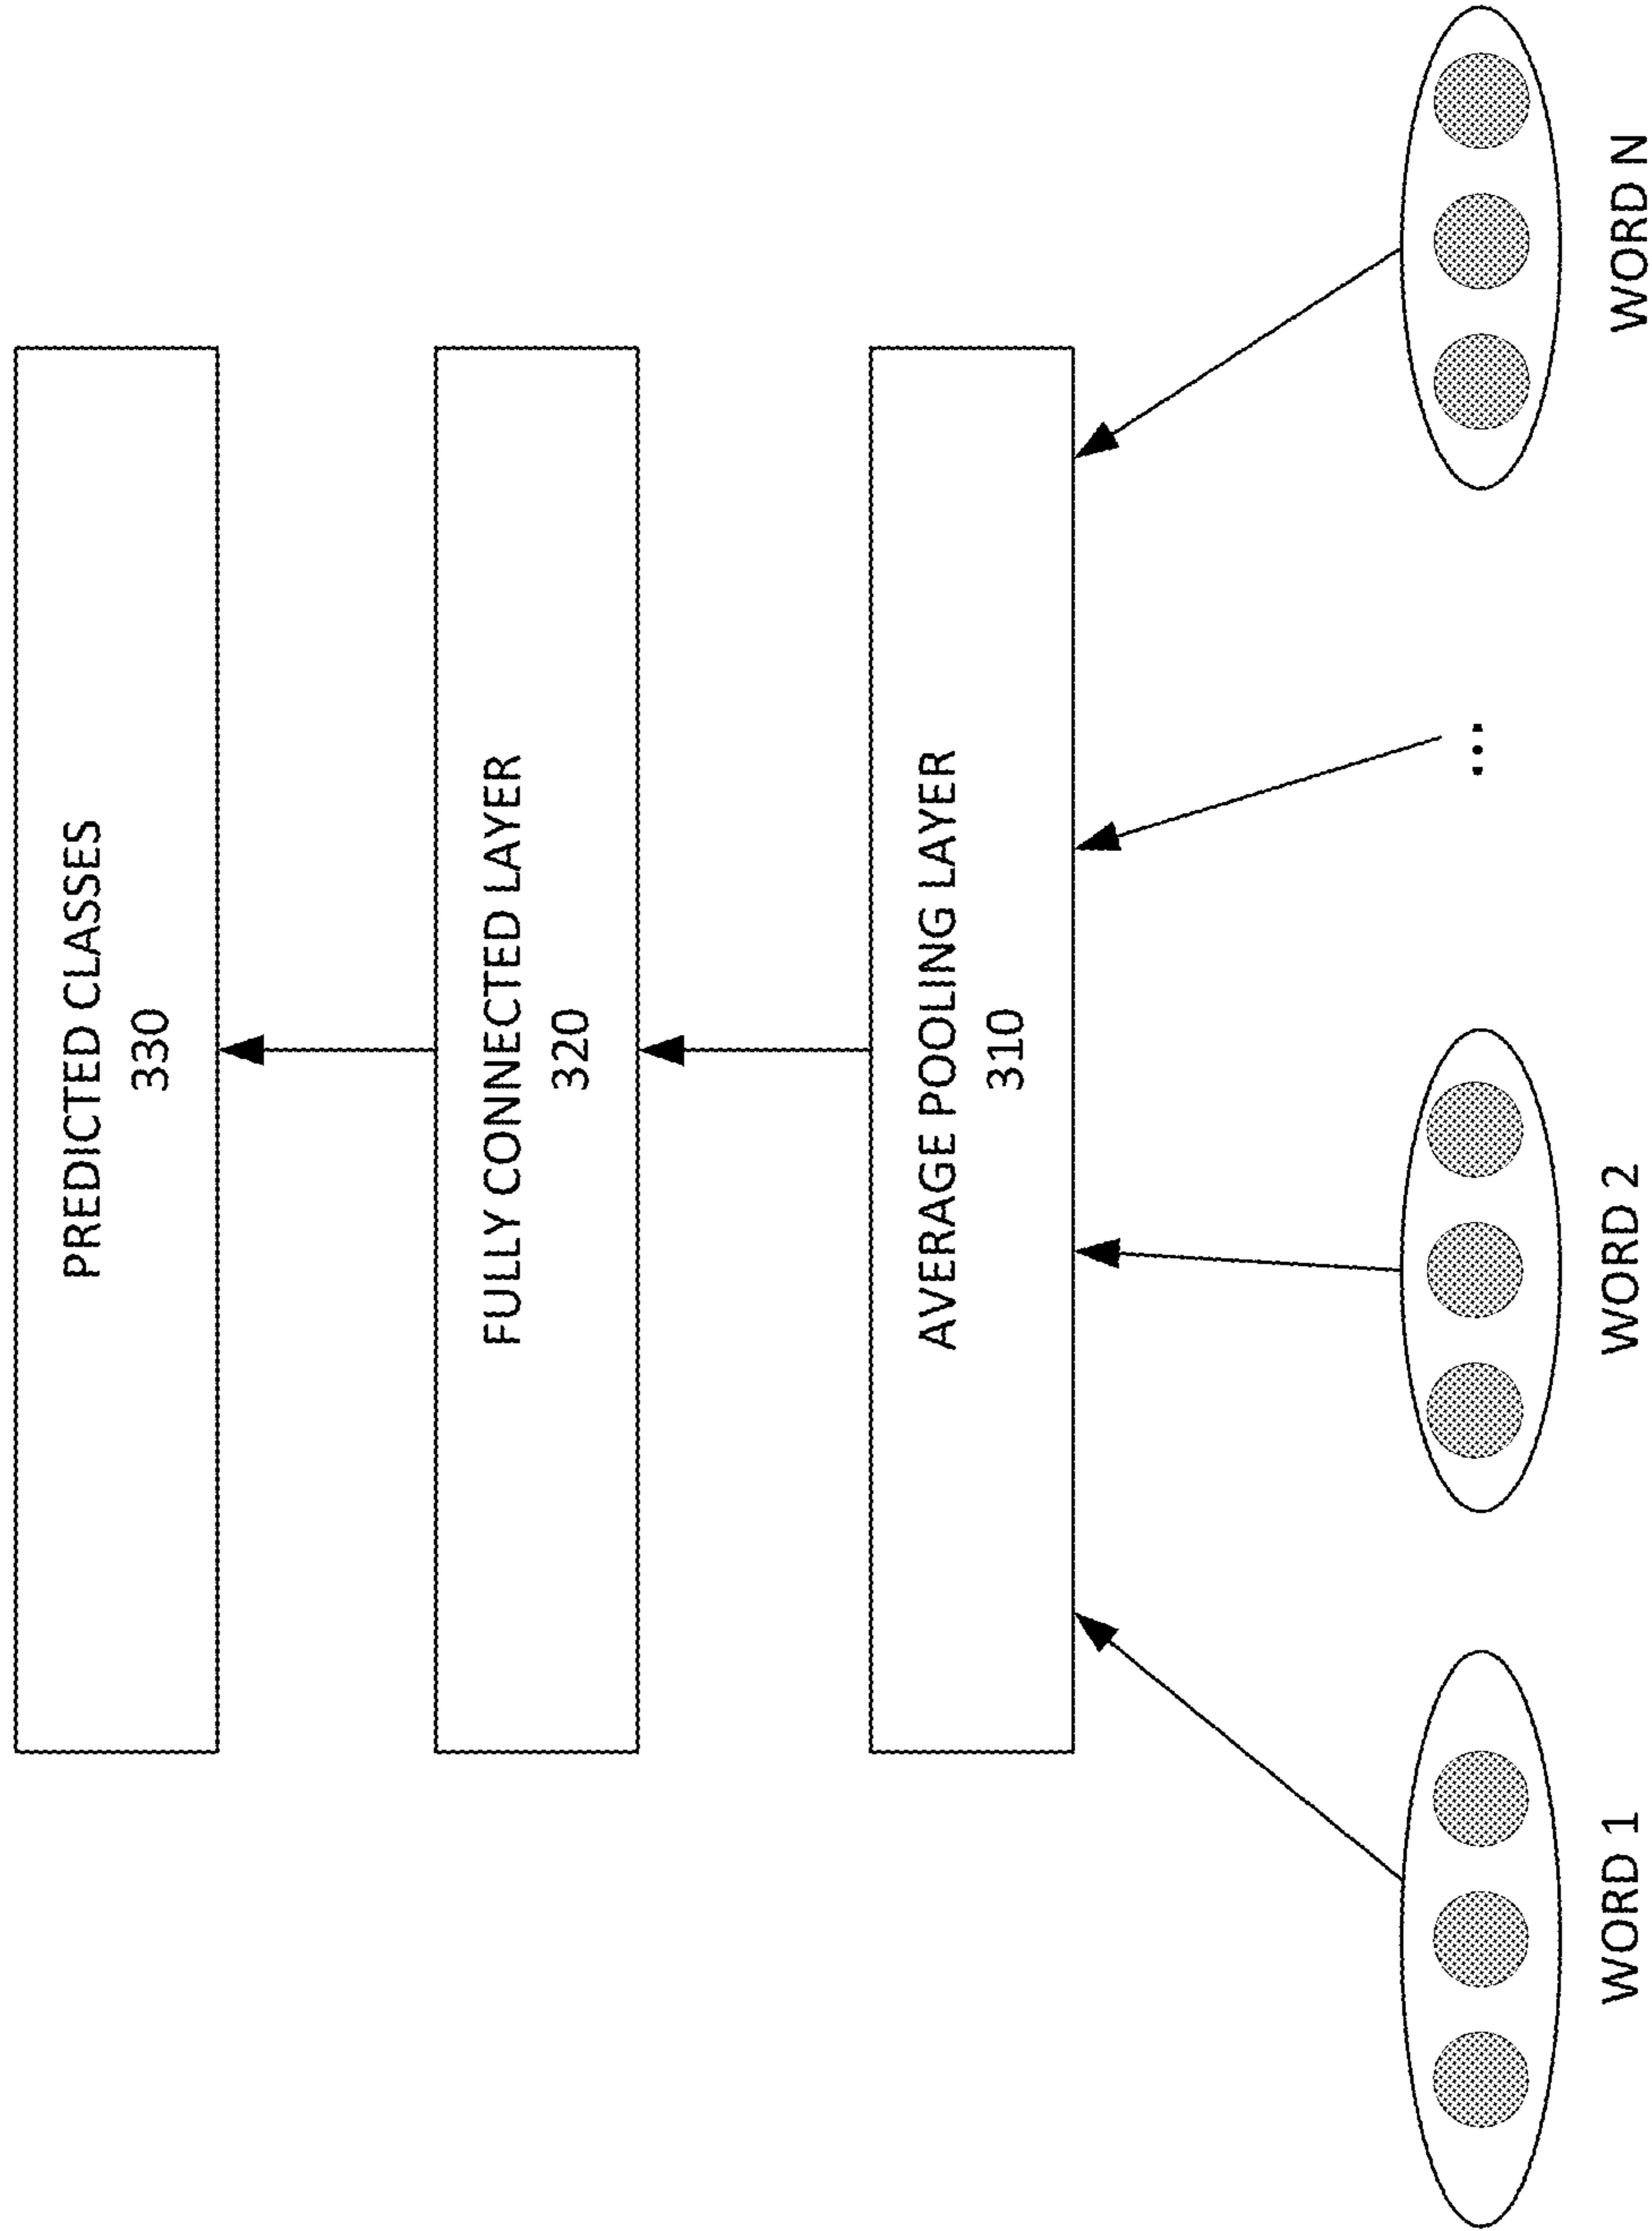 PREDICTED CLASSES
330
FULLY CONNECTED LAYER
320
AVERAGE POOLING LAYER
310
...
WORD 1
WORD 2
WORD N